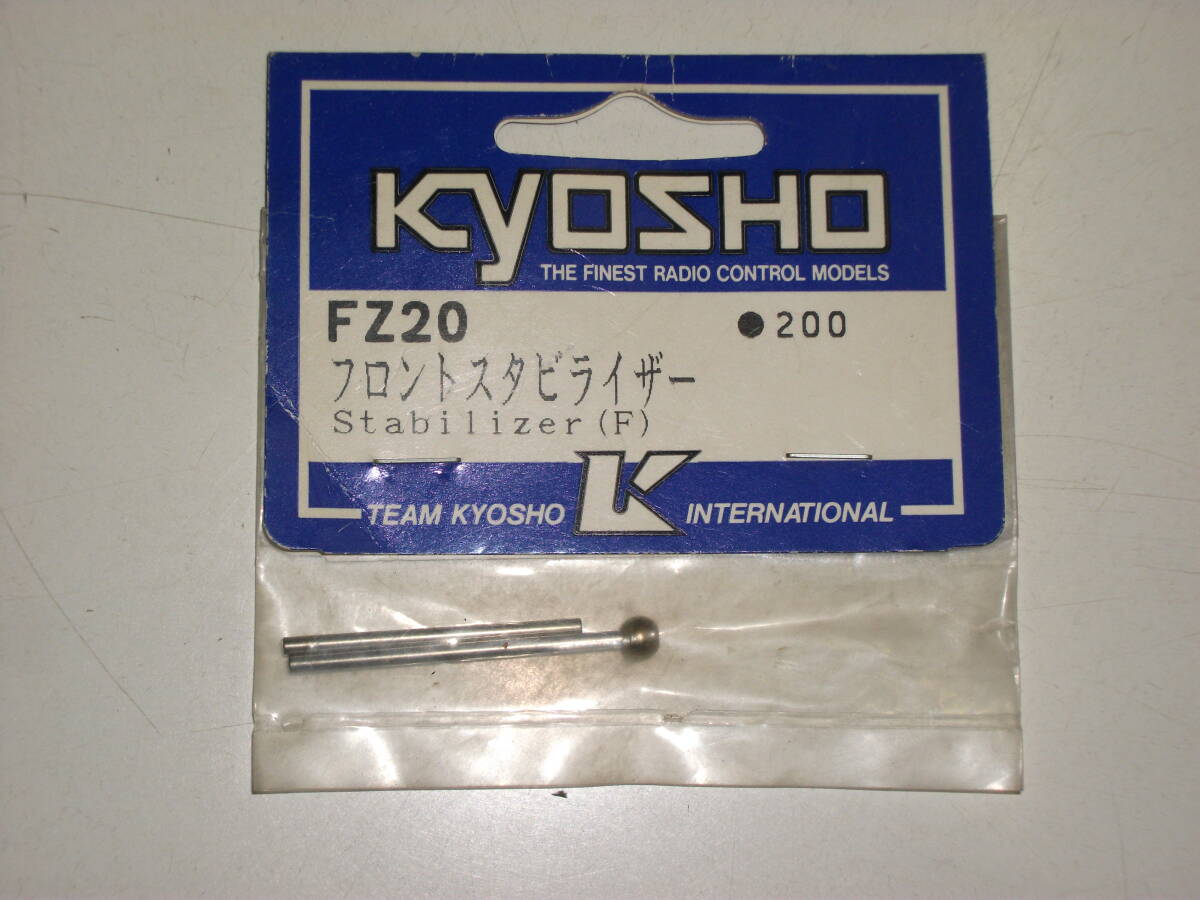 KYOSHO
THE FINEST RADIO CONTROL MODELS
FZ20 ●200
フロントスタビライザー
Stabilizer(F)
TEAM KYOSHO K INTERNATIONAL